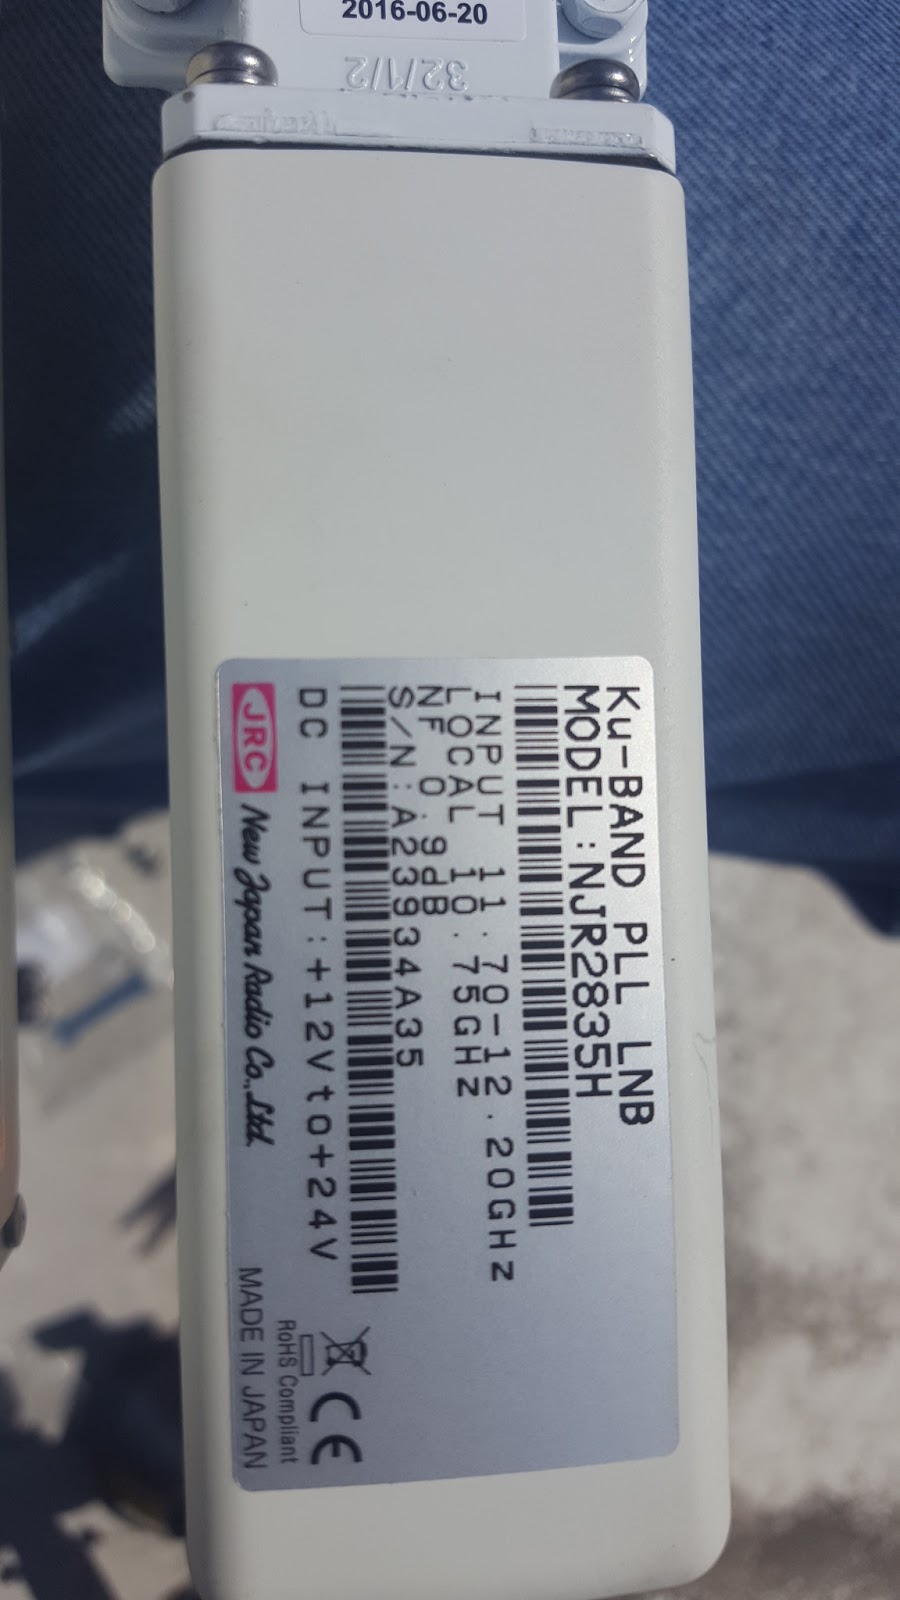 2016-06-20
32/1/2
Ku-BAND PLL LNB
MODEL:NJR2835H
INPUT 11.70-12.20GHz
LOCAL 10.75GHz
NF 0.9dB
S/N:A23934A35
DC INPUT:+12Vto+24V
JRC New Japan Radio Co.,Ltd.
CE
RoHS Compliant
MADE IN JAPAN